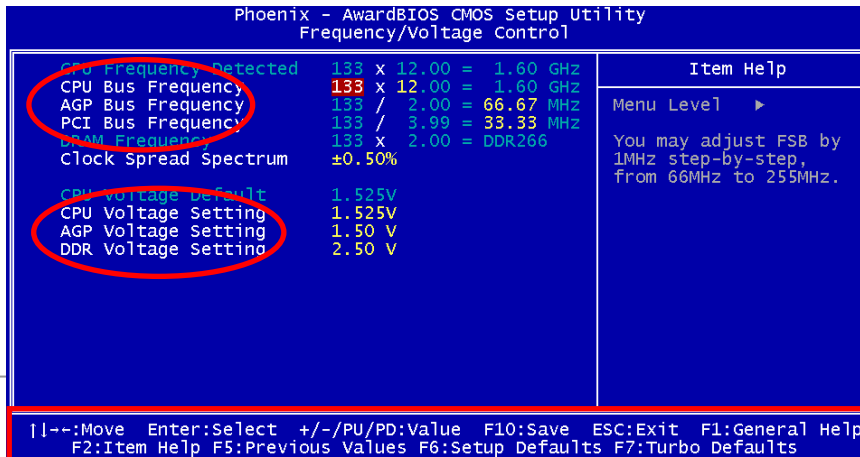 Phoenix - AwardBIOS CMOS Setup Utility
Frequency/Voltage Control
CPU Frequency Detected 133 x 12.00 = 1.60 GHz
CPU Bus Frequency 133 x 12.00 = 1.60 GHz
AGP Bus Frequency 133 / 2.00 = 66.67 MHz
PCI Bus Frequency 133 / 3.99 = 33.33 MHz
DRAM Frequency 133 x 2.00 = DDR266
Clock Spread Spectrum ±0.50%
CPU Voltage Default 1.525V
CPU Voltage Setting 1.525V
AGP Voltage Setting 1.50 V
DDR Voltage Setting 2.50 V
Item Help
Menu Level ▶
You may adjust FSB by
1MHz step-by-step,
from 66MHz to 255MHz.
↑↓→←:Move Enter:Select +/-/PU/PD:Value F10:Save ESC:Exit F1:General Help
F2:Item Help F5:Previous Values F6:Setup Defaults F7:Turbo Defaults